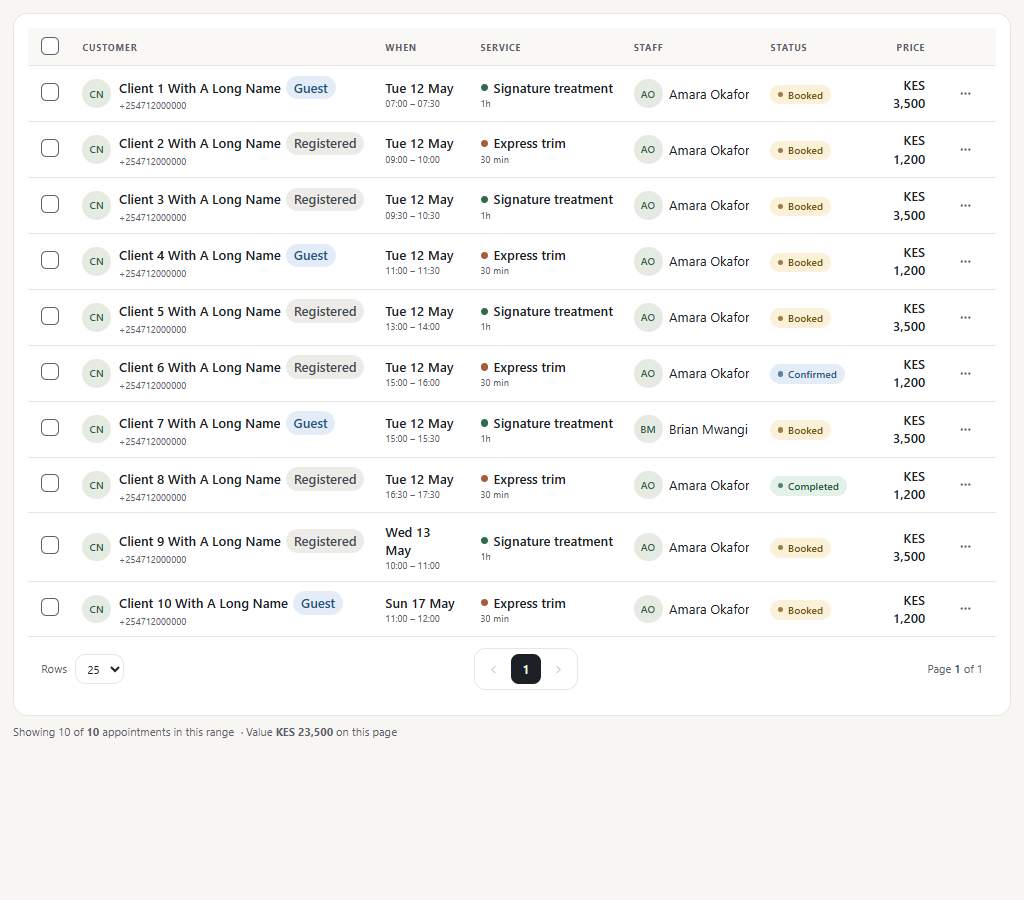 CUSTOMER WHEN SERVICE STAFF STATUS PRICE
CN Client 1 With A Long Name Guest Tue 12 May Signature treatment AO Amara Okafor Booked KES 3,500 ···
+254712000000 07:00 – 07:30 1h
CN Client 2 With A Long Name Registered Tue 12 May Express trim AO Amara Okafor Booked KES 1,200 ···
+254712000000 09:00 – 10:00 30 min
CN Client 3 With A Long Name Registered Tue 12 May Signature treatment AO Amara Okafor Booked KES 3,500 ···
+254712000000 09:30 – 10:30 1h
CN Client 4 With A Long Name Guest Tue 12 May Express trim AO Amara Okafor Booked KES 1,200 ···
+254712000000 11:00 – 11:30 30 min
CN Client 5 With A Long Name Registered Tue 12 May Signature treatment AO Amara Okafor Booked KES 3,500 ···
+254712000000 13:00 – 14:00 1h
CN Client 6 With A Long Name Registered Tue 12 May Express trim AO Amara Okafor Confirmed KES 1,200 ···
+254712000000 15:00 – 16:00 30 min
CN Client 7 With A Long Name Guest Tue 12 May Signature treatment BM Brian Mwangi Booked KES 3,500 ···
+254712000000 15:00 – 15:30 1h
CN Client 8 With A Long Name Registered Tue 12 May Express trim AO Amara Okafor Completed KES 1,200 ···
+254712000000 16:30 – 17:30 30 min
CN Client 9 With A Long Name Registered Wed 13 May Signature treatment AO Amara Okafor Booked KES 3,500 ···
+254712000000 10:00 – 11:00 1h
CN Client 10 With A Long Name Guest Sun 17 May Express trim AO Amara Okafor Booked KES 1,200 ···
+254712000000 11:00 – 12:00 30 min
Rows 25 ‹ 1 › Page 1 of 1
Showing 10 of 10 appointments in this range · Value KES 23,500 on this page